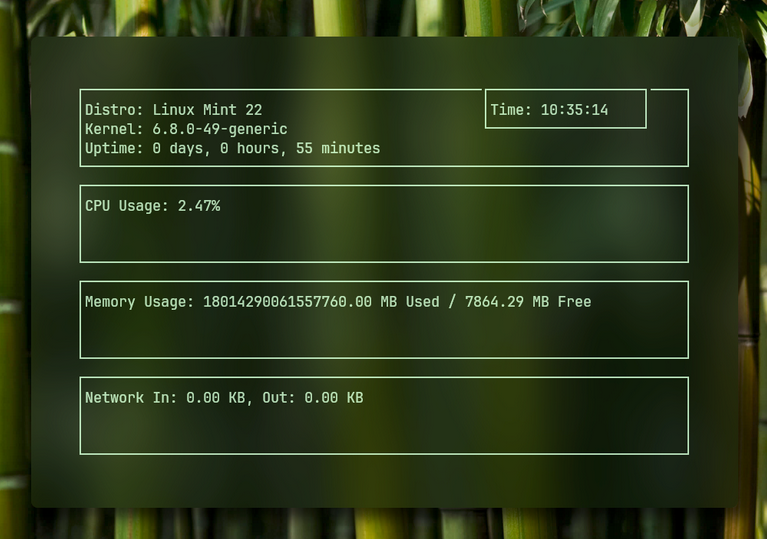 Distro: Linux Mint 22
Time: 10:35:14
Kernel: 6.8.0-49-generic
Uptime: 0 days, 0 hours, 55 minutes
CPU Usage: 2.47%
Memory Usage: 18014290061557760.00 MB Used / 7864.29 MB Free
Network In: 0.00 KB, Out: 0.00 KB